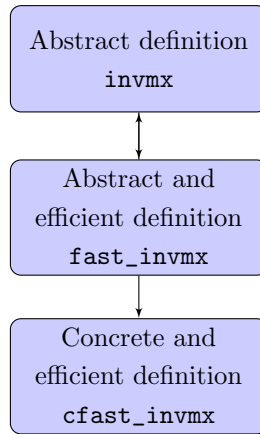 Abstract definition
invmx
Abstract and
efficient definition
fast_invmx
Concrete and
efficient definition
cfast_invmx